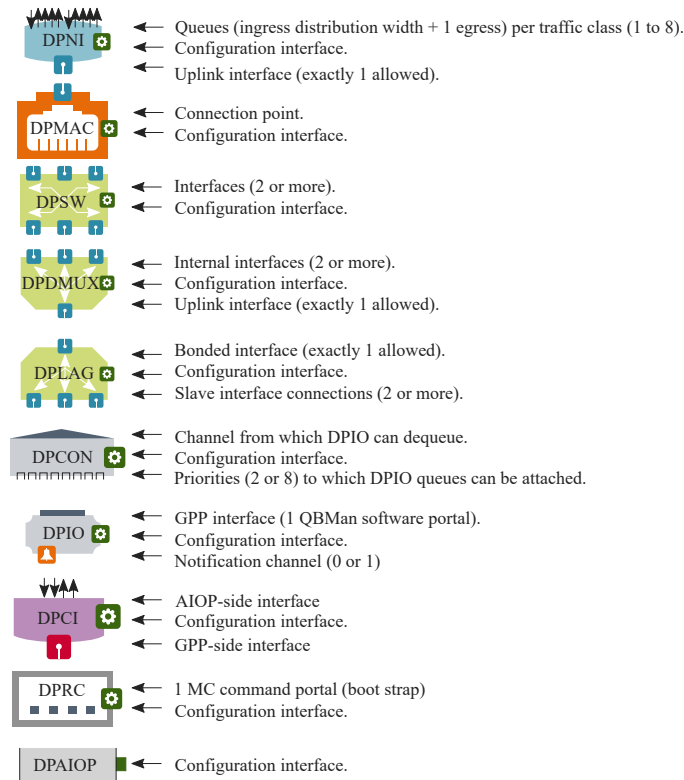 Queues (ingress distribution width + 1 egress) per traffic class (1 to 8).
DPNI
Configuration interface.
Uplink interface (exactly 1 allowed).
Connection point.
DPMAC
Configuration interface.
Interfaces (2 or more).
DPSW
Configuration interface.
Internal interfaces (2 or more).
DPDMUX
Configuration interface.
Uplink interface (exactly 1 allowed).
Bonded interface (exactly 1 allowed).
DPLAG
Configuration interface.
Slave interface connections (2 or more).
Channel from which DPIO can dequeue.
DPCON
Configuration interface.
Priorities (2 or 8) to which DPIO queues can be attached.
GPP interface (1 QBMan software portal).
DPIO
Configuration interface.
Notification channel (0 or 1)
AIOP-side interface
DPCI
Configuration interface.
GPP-side interface
DPRC
1 MC command portal (boot strap)
Configuration interface.
DPAIOP
Configuration interface.